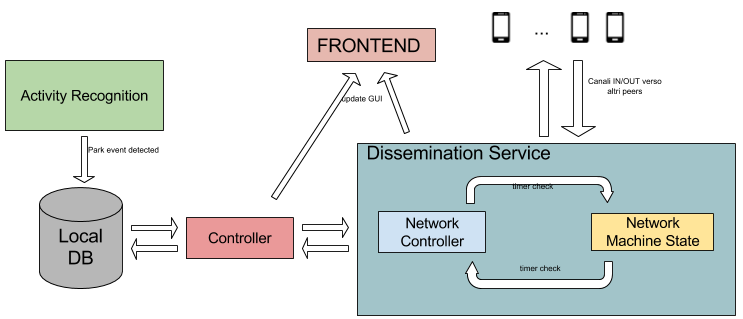 FRONTEND
...
Canali IN/OUT verso
altri peers
Activity Recognition
update GUI
Park event detected
Dissemination Service
timer check
Local
DB
Controller
Network
Controller
Network
Machine State
timer check